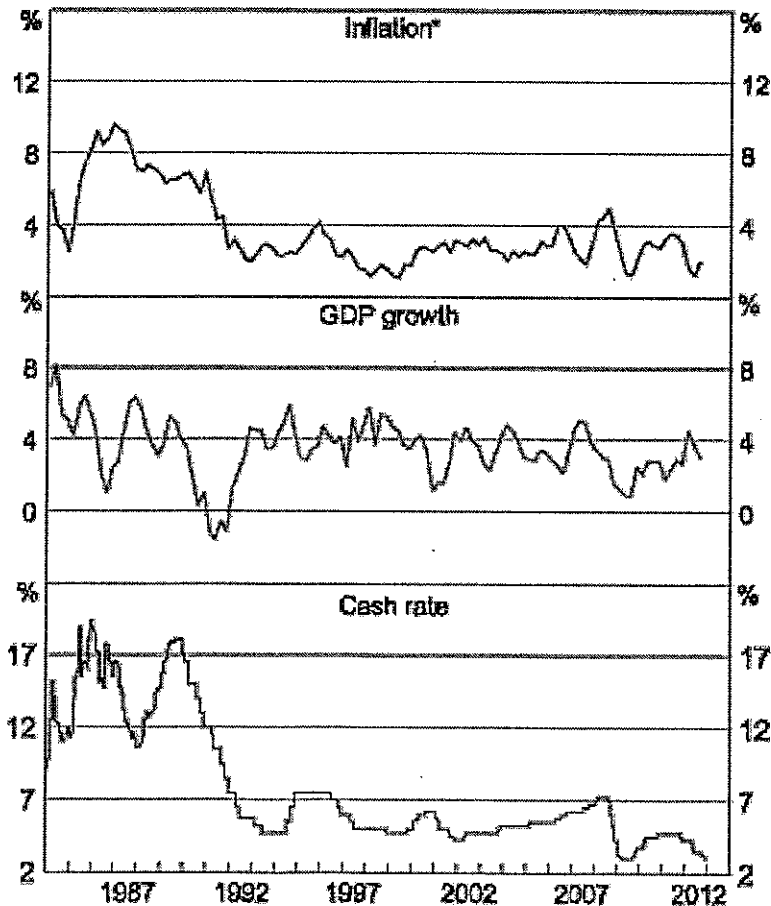 % Inflation* %
12 12
8 8
4 4
% GDP growth %
8 8
4 4
0 0
% Cash rate %
17 17
12 12
7 7
2 2
1987 1992 1997 2002 2007 2012